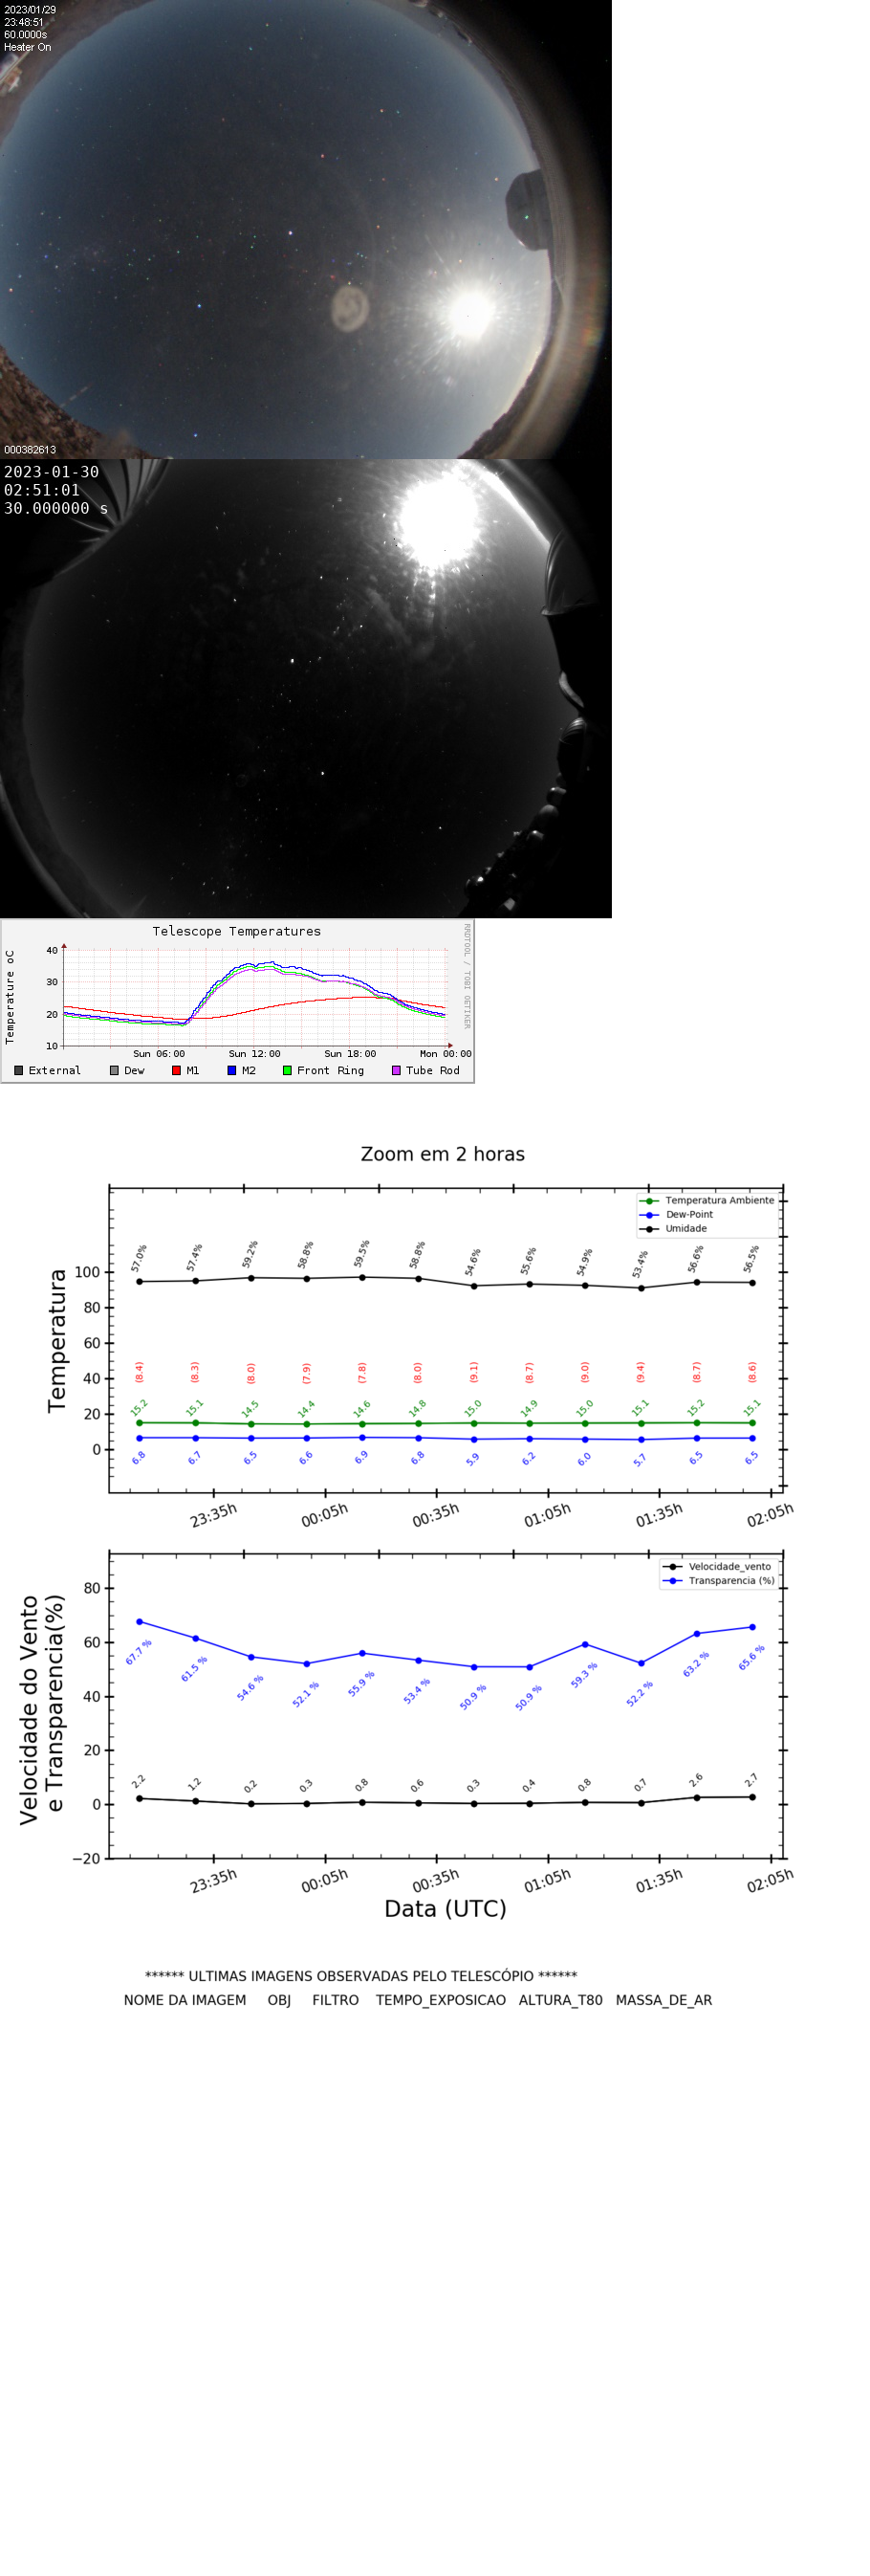 2023/01/29
23:48:51
60.0000s
Heater On
000382613
2023-01-30
02:51:01
30.000000 s
Telescope Temperatures
RRDTOOL / TOBI OETIKER
Temperature oC
40
30
20
10
Sun 06:00 Sun 12:00 Sun 18:00 Mon 00:00
External Dew M1 M2 Front Ring Tube Rod
Zoom em 2 horas
Temperatura Ambiente
Dew-Point
Umidade
57.0% 57.4% 59.2% 58.8% 59.5% 58.8% 54.6% 55.6% 54.9% 53.4% 56.6% 56.5%
Temperatura
100
80
60
40
20
0
(8.4) (8.3) (8.0) (7.9) (7.8) (8.0) (9.1) (8.7) (9.0) (9.4) (8.7) (8.6)
15.2 15.1 14.5 14.4 14.6 14.8 15.0 14.9 15.0 15.1 15.2 15.1
6.8 6.7 6.5 6.6 6.9 6.8 5.9 6.2 6.0 5.7 6.5 6.5
23:35h 00:05h 00:35h 01:05h 01:35h 02:05h
Velocidade_vento
Transparencia (%)
Velocidade do Vento
e Transparencia(%)
80
60
40
20
0
−20
67.7 % 61.5 % 54.6 % 52.1 % 55.9 % 53.4 % 50.9 % 50.9 % 59.3 % 52.2 % 63.2 % 65.6 %
2.2 1.2 0.2 0.3 0.8 0.6 0.3 0.4 0.8 0.7 2.6 2.7
23:35h 00:05h 00:35h 01:05h 01:35h 02:05h
Data (UTC)
****** ULTIMAS IMAGENS OBSERVADAS PELO TELESCÓPIO ******
NOME DA IMAGEM OBJ FILTRO TEMPO_EXPOSICAO ALTURA_T80 MASSA_DE_AR